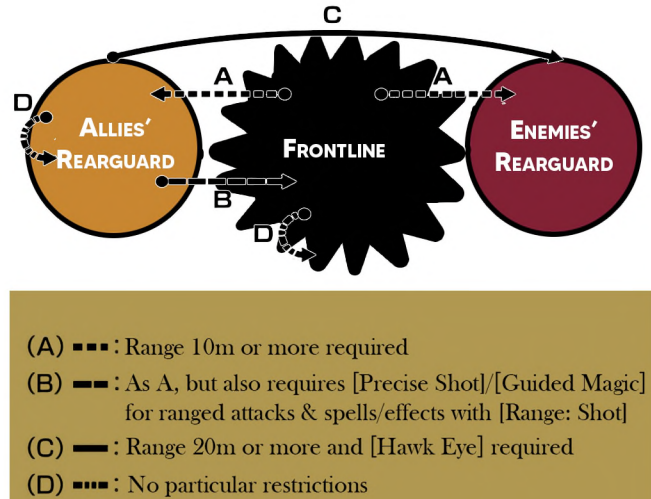 C
A
A
D
ALLIES'
REARGUARD
FRONTLINE
ENEMIES'
REARGUARD
B
D
(A) : Range 10m or more required
(B) : As A, but also requires [Precise Shot]/[Guided Magic]
for ranged attacks & spells/effects with [Range: Shot]
(C) : Range 20m or more and [Hawk Eye] required
(D) : No particular restrictions